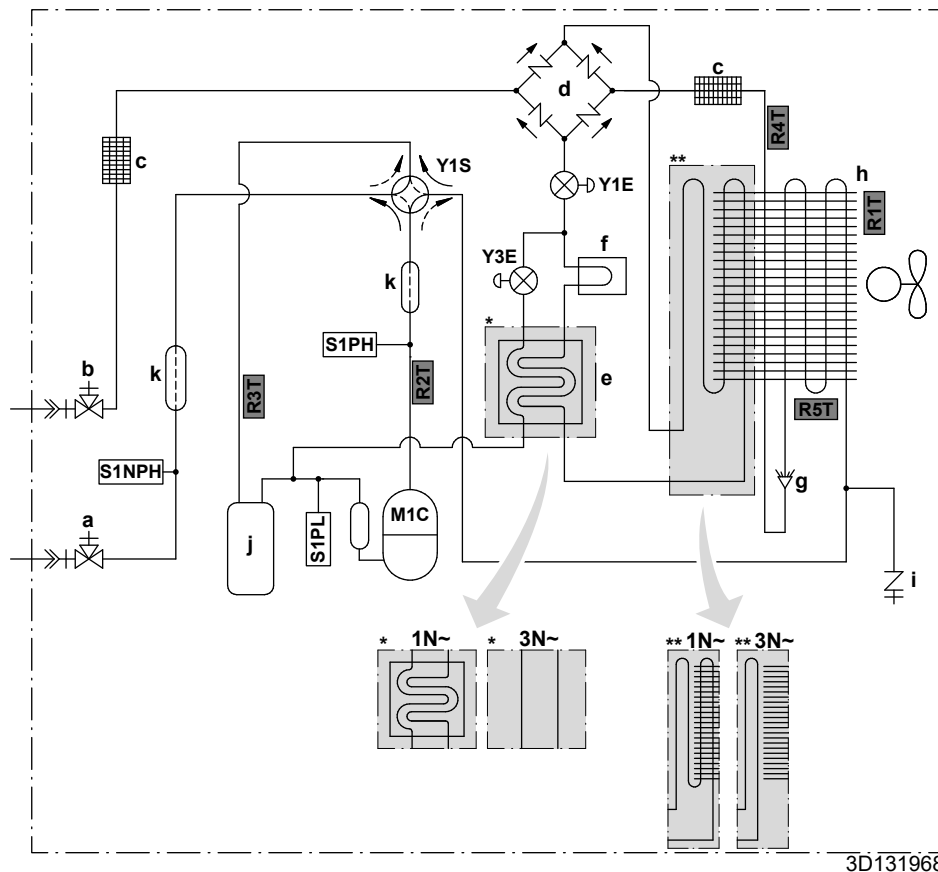 c
d
R4T
c
Y1S
**
h
Y1E
R1T
f
Y3E
k
*
S1PH
b
k
R3T
R2T
e
R5T
S1NPH
g
a
M1C
j
S1PL
i
* 1N~
* 3N~
** 1N~
** 3N~
3D131968